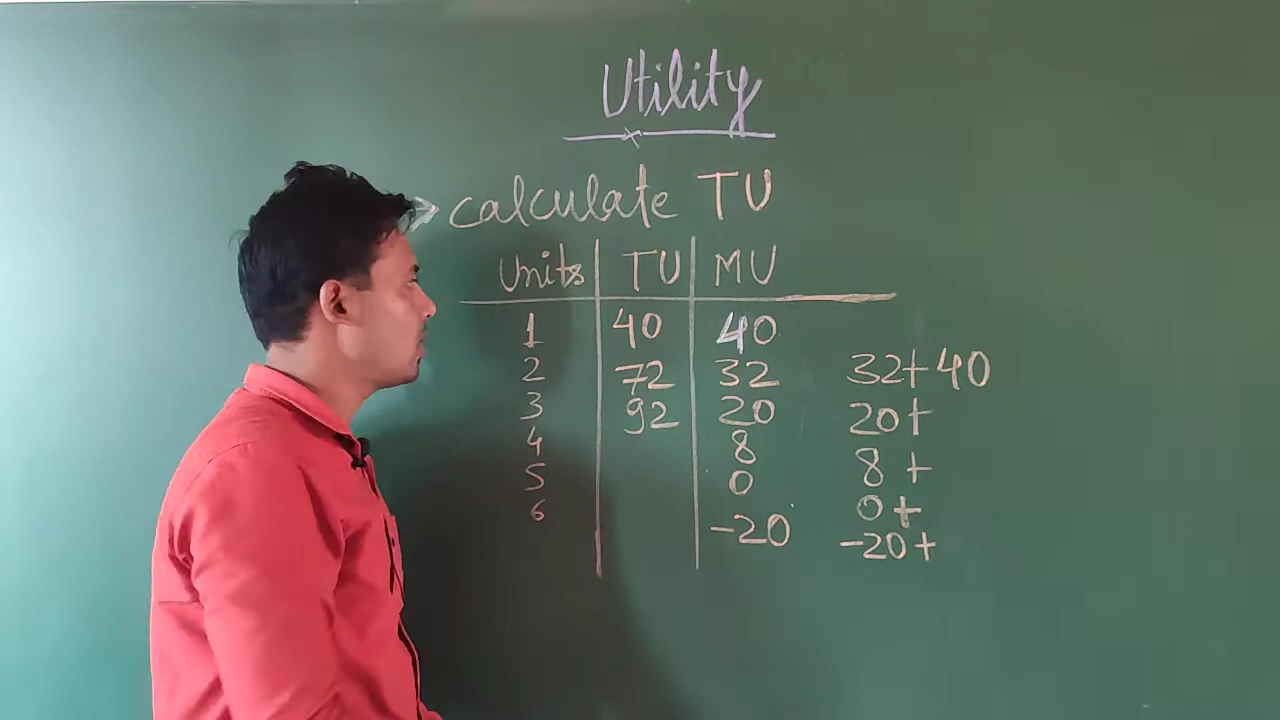 Utility
calculate TU
Units TU MU
1 40 40
2 72 32 32+40
3 92 20 20+
4 8 8+
5 0 0+
6 -20 -20+